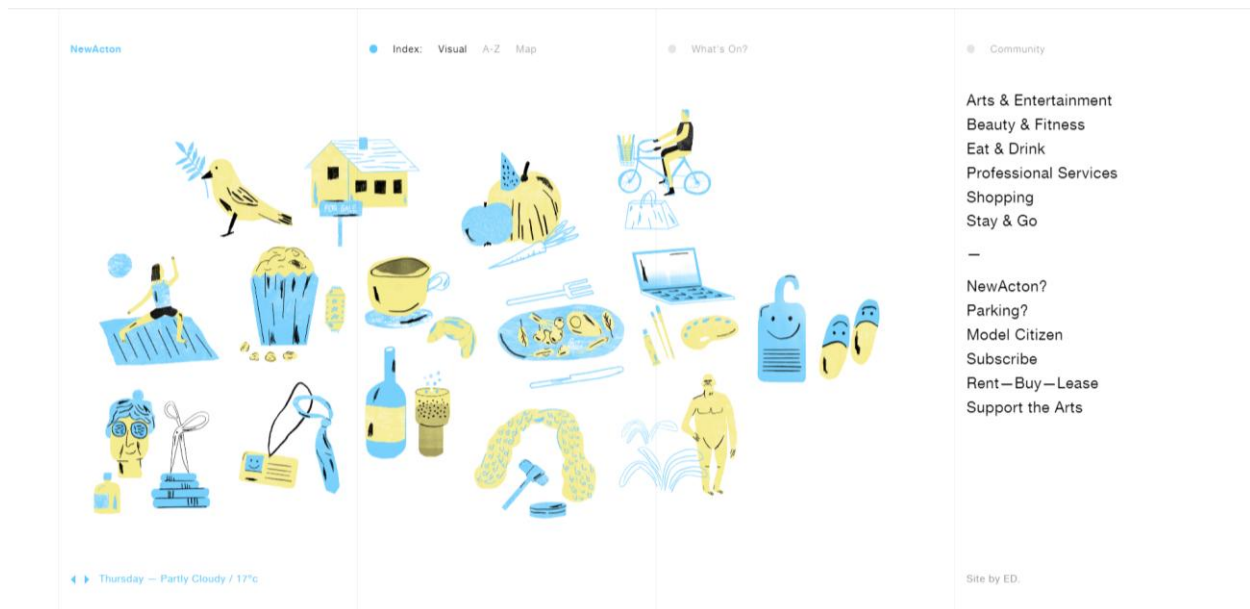 NewActon
Index: Visual A-Z Map
What's On?
Community
Arts & Entertainment
Beauty & Fitness
Eat & Drink
Professional Services
Shopping
Stay & Go
—
NewActon?
Parking?
Model Citizen
Subscribe
Rent—Buy—Lease
Support the Arts
FOR SALE
Thursday — Partly Cloudy / 17°c
Site by ED.